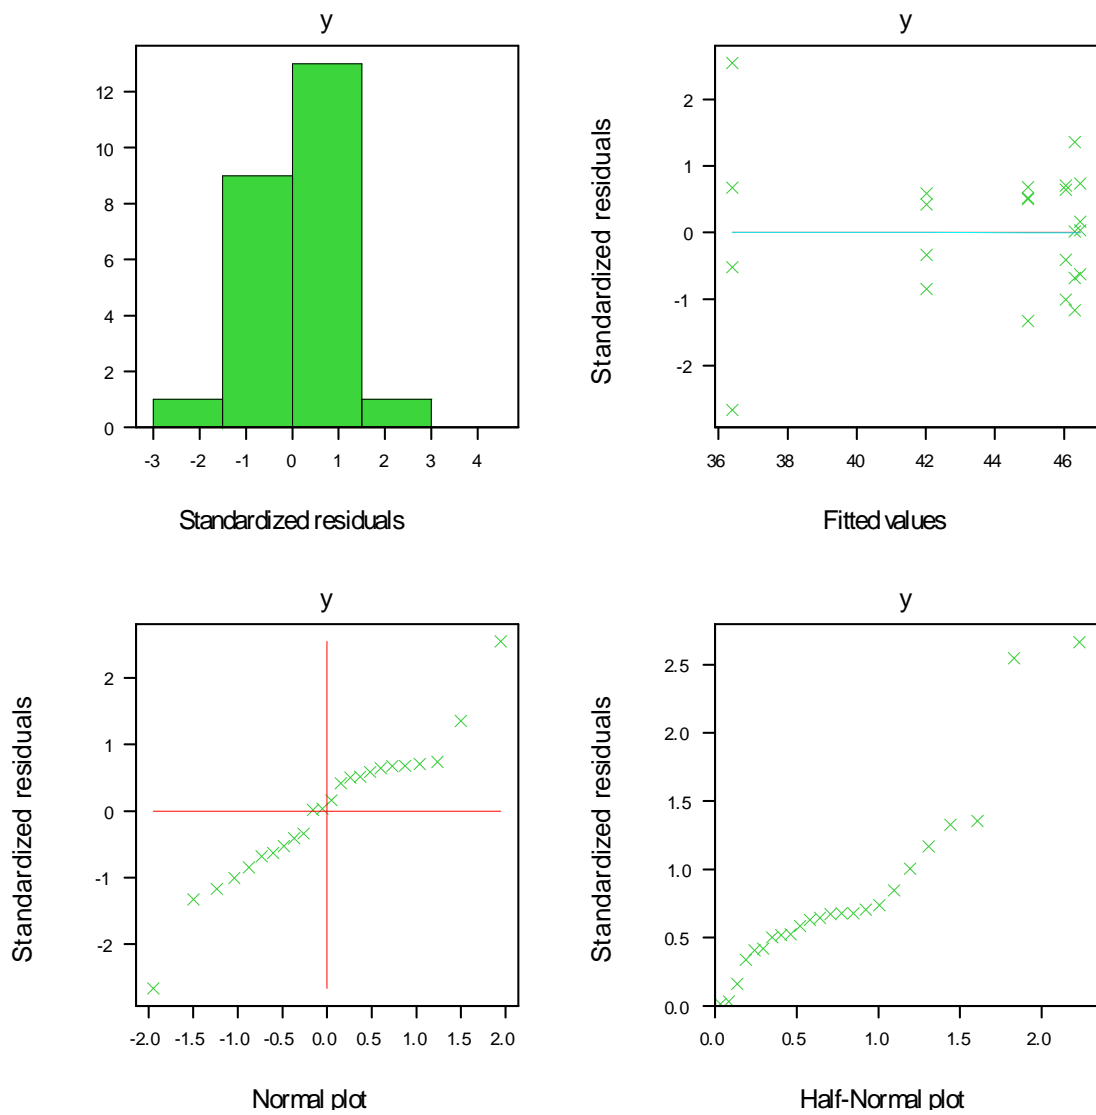 y
12
10
8
6
4
2
0
-3 -2 -1 0 1 2 3 4
Standardized residuals
y
Standardized residuals
2
1
0
-1
-2
36 38 40 42 44 46
Fitted values
y
Standardized residuals
2
1
0
-1
-2
-2.0 -1.5 -1.0 -0.5 0.0 0.5 1.0 1.5 2.0
Normal plot
y
Standardized residuals
2.5
2.0
1.5
1.0
0.5
0.0
0.0 0.5 1.0 1.5 2.0
Half-Normal plot